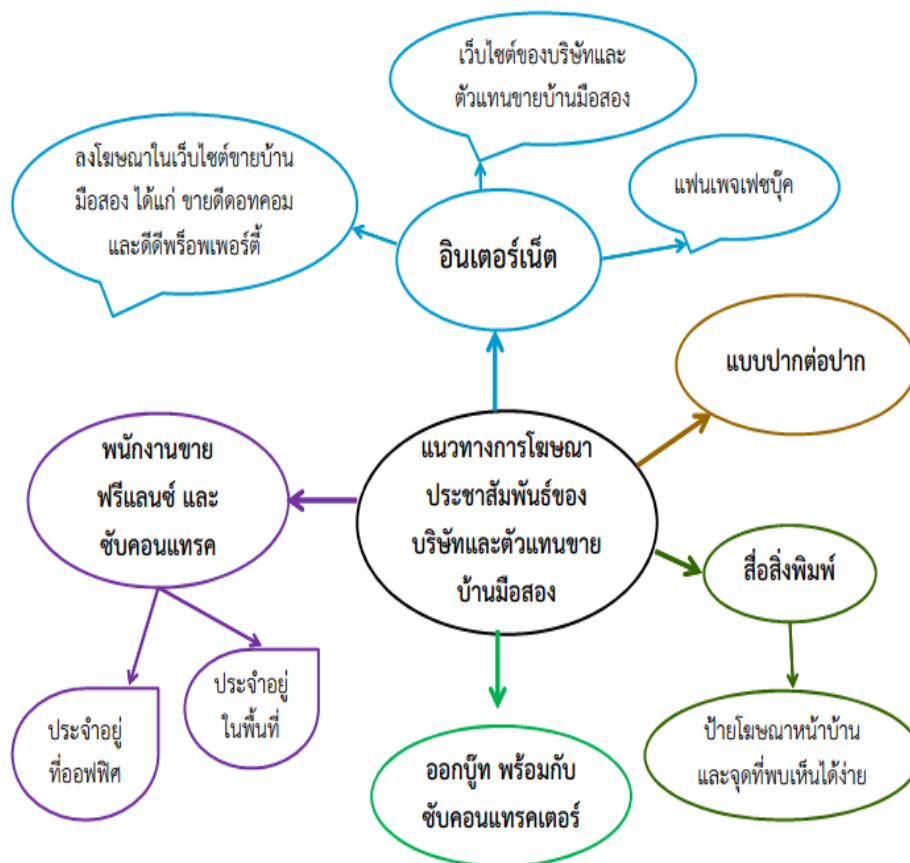 เว็บไซต์ของบริษัทและ
ตัวแทนขายบ้านมือสอง
ลงโฆษณาในเว็บไซต์ขายบ้าน
มือสอง ได้แก่ ขายดีดอทคอม
และดีดีพร็อพเพอร์ตี้
แฟนเพจเฟซบุ๊ค
อินเตอร์เน็ต
แบบปากต่อปาก
แนวทางการโฆษณา
ประชาสัมพันธ์ของ
บริษัทและตัวแทนขาย
บ้านมือสอง
พนักงานขาย
ฟรีแลนซ์ และ
ซับคอนแทรค
สื่อสิ่งพิมพ์
ประจำอยู่
ในพื้นที่
ประจำอยู่
ที่ออฟฟิศ
ป้ายโฆษณาหน้าบ้าน
และจุดที่พบเห็นได้ง่าย
ออกบู๊ท พร้อมกับ
ซับคอนแทรคเตอร์